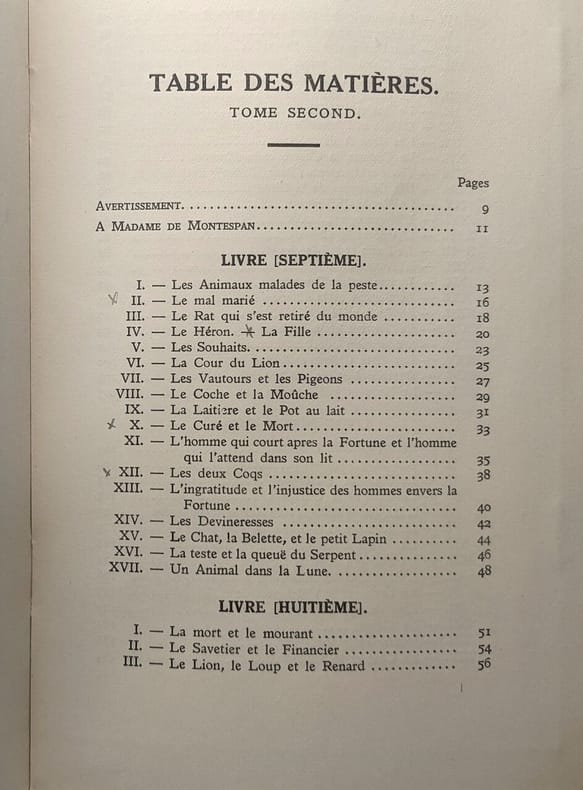 TABLE DES MATIÈRES.
TOME SECOND.
Pages
AVERTISSEMENT. 9
A MADAME DE MONTESPAN 11
LIVRE [SEPTIÈME].
I. — Les Animaux malades de la peste 13
II. — Le mal marié 16
III. — Le Rat qui s'est retiré du monde 18
IV. — Le Héron. — La Fille 20
V. — Les Souhaits. 23
VI. — La Cour du Lion 25
VII. — Les Vautours et les Pigeons 27
VIII. — Le Coche et la Moûche 29
IX. — La Laitiere et le Pot au lait 31
X. — Le Curé et le Mort 33
XI. — L'homme qui court apres la Fortune et l'homme
qui l'attend dans son lit 35
XII. — Les deux Coqs 38
XIII. — L'ingratitude et l'injustice des hommes envers la
Fortune 40
XIV. — Les Devineresses 42
XV. — Le Chat, la Belette, et le petit Lapin 44
XVI. — La teste et la queuë du Serpent 46
XVII. — Un Animal dans la Lune. 48
LIVRE [HUITIÈME].
I. — La mort et le mourant 51
II. — Le Savetier et le Financier 54
III. — Le Lion, le Loup et le Renard 56